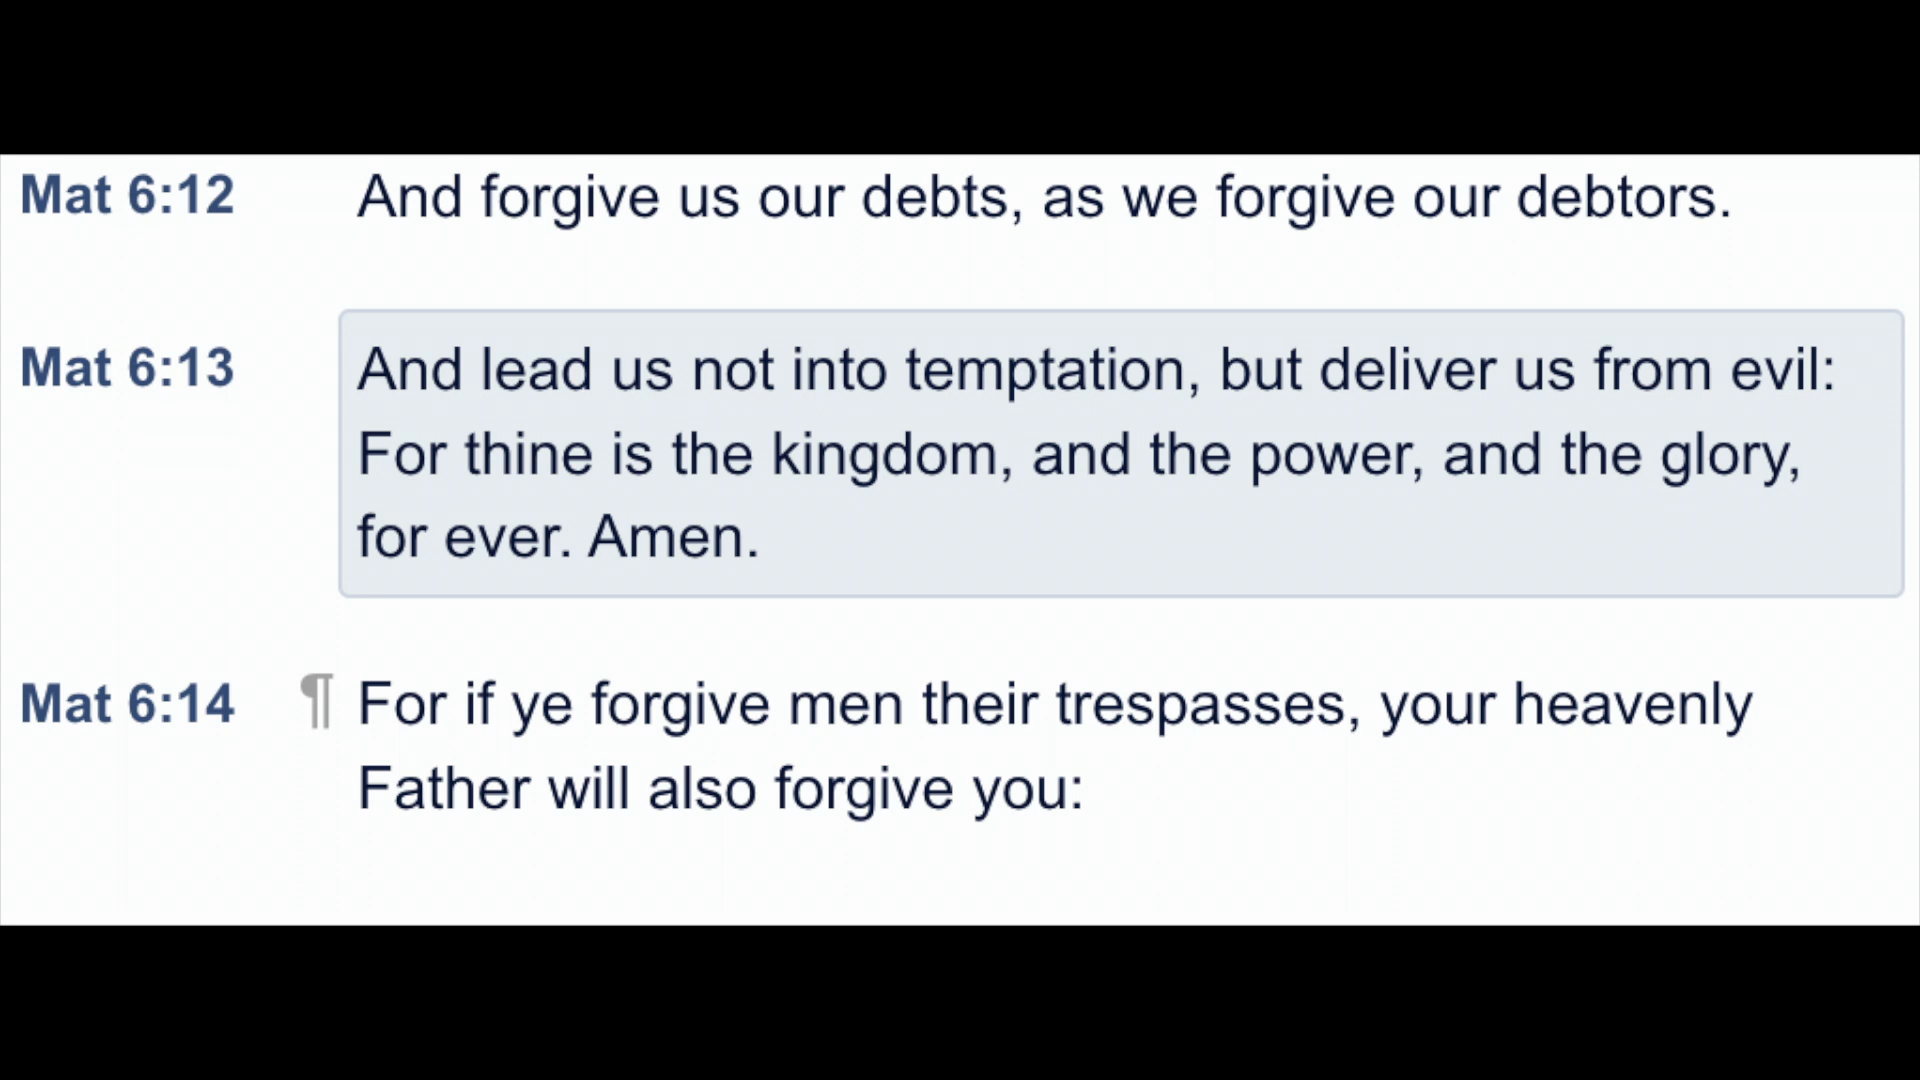 Mat 6:12 And forgive us our debts, as we forgive our debtors.
Mat 6:13 And lead us not into temptation, but deliver us from evil:
For thine is the kingdom, and the power, and the glory,
for ever. Amen.
Mat 6:14 ¶ For if ye forgive men their trespasses, your heavenly
Father will also forgive you: